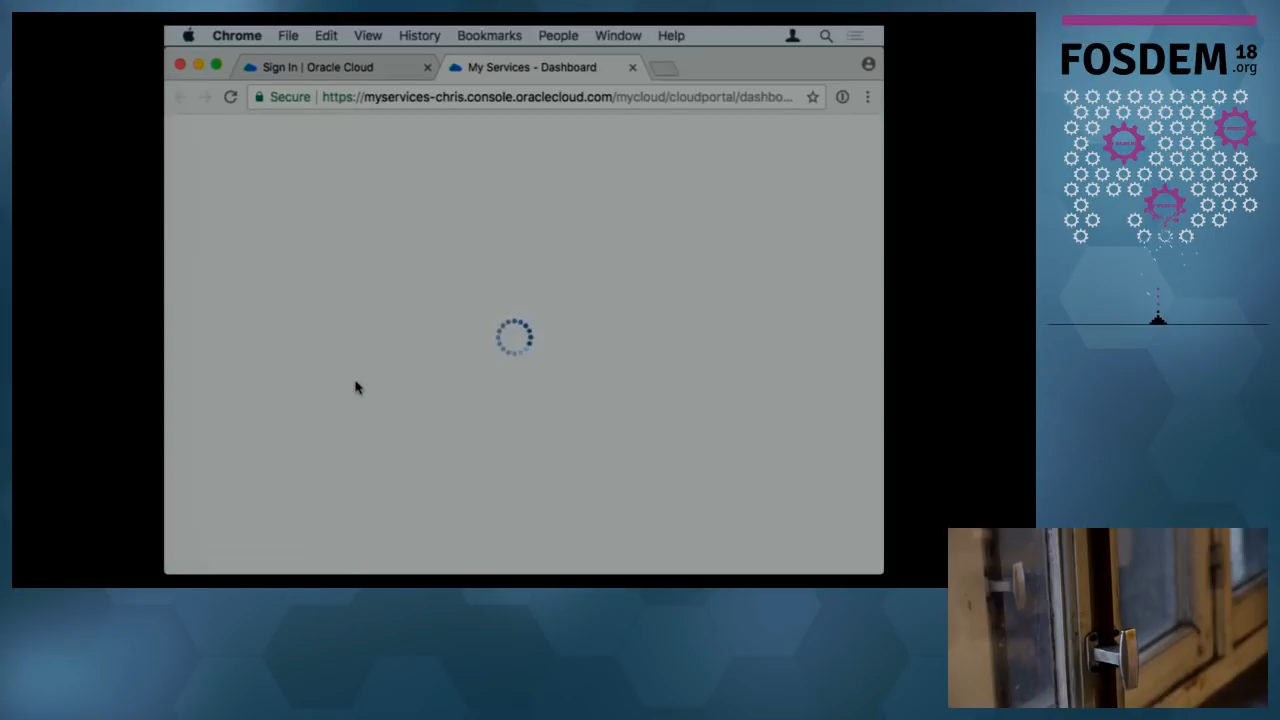 Chrome File Edit View History Bookmarks People Window Help
Sign In | Oracle Cloud
My Services - Dashboard
Secure https://myservices-chris.console.oraclecloud.com/mycloud/cloudportal/dashbo...
FOSDEM 18
.org